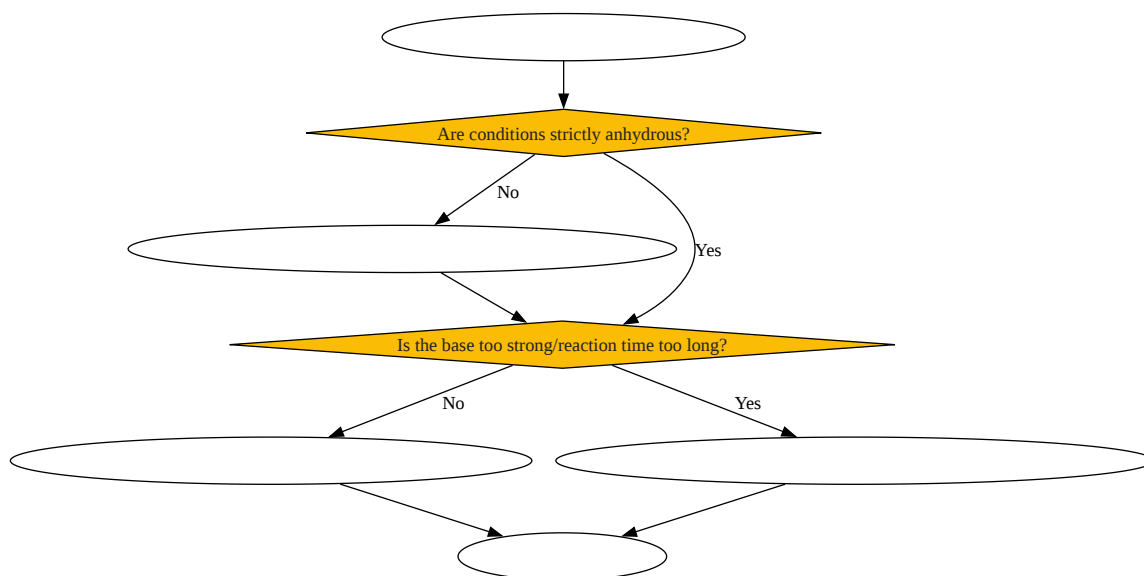 Are conditions strictly anhydrous?
No
Yes
Is the base too strong/reaction time too long?
No
Yes